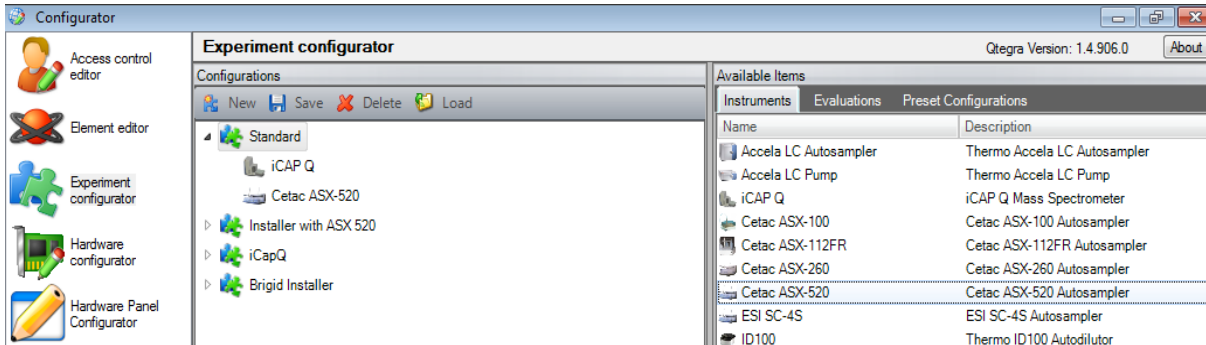 Configurator
Access control
editor
Element editor
Experiment
configurator
Hardware
configurator
Hardware Panel
Configurator
Experiment configurator
Qtegra Version: 1.4.906.0
About
Configurations
New Save Delete Load
Standard
iCAP Q
Cetac ASX-520
Installer with ASX 520
iCapQ
Brigid Installer
Available Items
Instruments Evaluations Preset Configurations
Name Description
Accela LC Autosampler Thermo Accela LC Autosampler
Accela LC Pump Thermo Accela LC Pump
iCAP Q iCAP Q Mass Spectrometer
Cetac ASX-100 Cetac ASX-100 Autosampler
Cetac ASX-112FR Cetac ASX-112FR Autosampler
Cetac ASX-260 Cetac ASX-260 Autosampler
Cetac ASX-520 Cetac ASX-520 Autosampler
ESI SC-4S ESI SC-4S Autosampler
ID100 Thermo ID100 Autodilutor